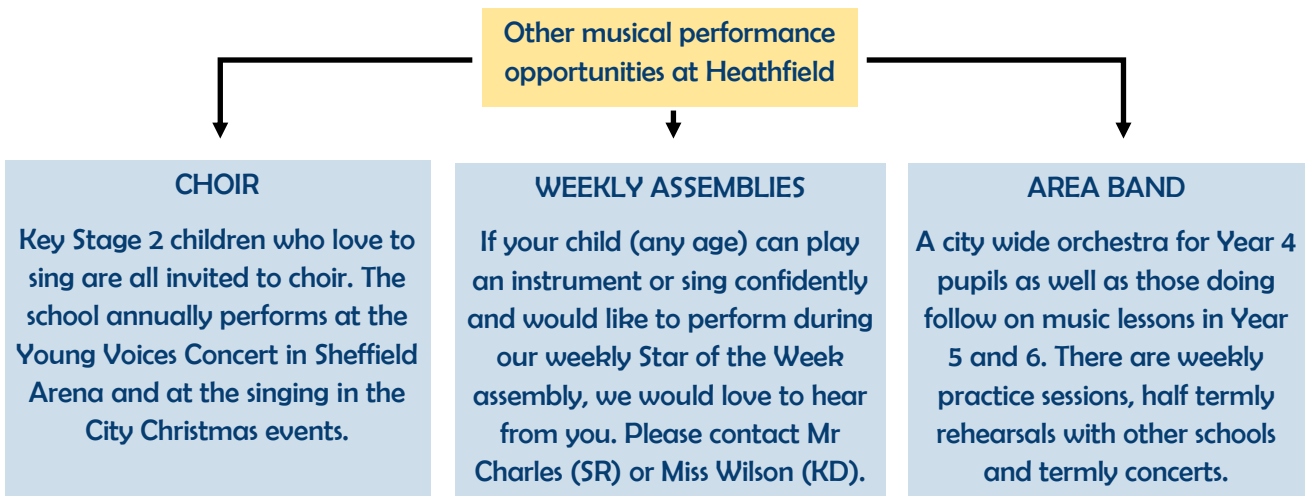 Other musical performance
opportunities at Heathfield
CHOIR
Key Stage 2 children who love to
sing are all invited to choir. The
school annually performs at the
Young Voices Concert in Sheffield
Arena and at the singing in the
City Christmas events.
WEEKLY ASSEMBLIES
If your child (any age) can play
an instrument or sing confidently
and would like to perform during
our weekly Star of the Week
assembly, we would love to hear
from you. Please contact Mr
Charles (SR) or Miss Wilson (KD).
AREA BAND
A city wide orchestra for Year 4
pupils as well as those doing
follow on music lessons in Year
5 and 6. There are weekly
practice sessions, half termly
rehearsals with other schools
and termly concerts.